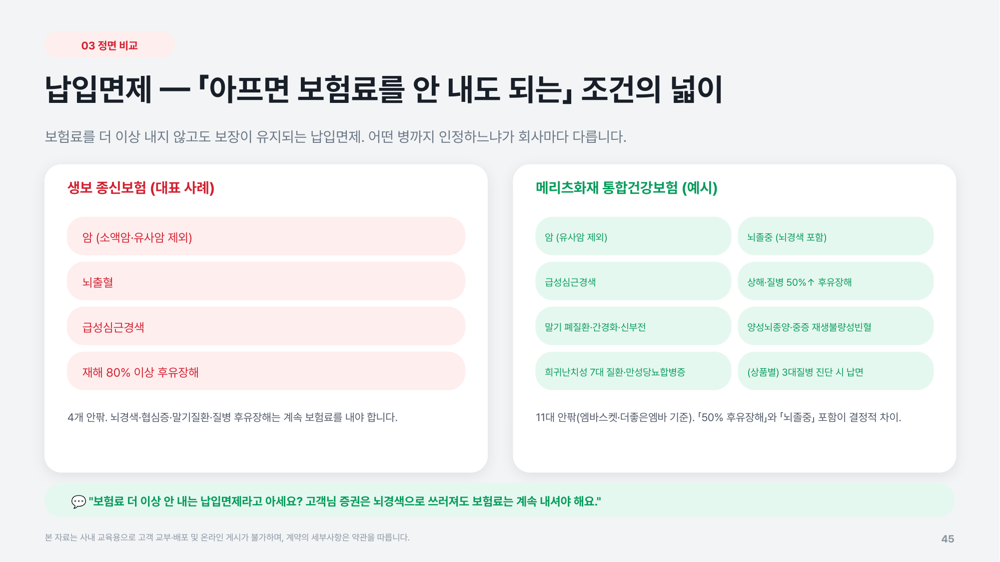 03 정면 비교
납입면제 — 「아프면 보험료를 안 내도 되는」 조건의 넓이
보험료를 더 이상 내지 않고도 보장이 유지되는 납입면제. 어떤 병까지 인정하느냐가 회사마다 다릅니다.
생보 종신보험 (대표 사례)
암 (소액암·유사암 제외)
뇌출혈
급성심근경색
재해 80% 이상 후유장해
4개 안팎. 뇌경색·협심증·말기질환·질병 후유장해는 계속 보험료를 내야 합니다.
메리츠화재 통합건강보험 (예시)
암 (유사암 제외)
뇌졸중 (뇌경색 포함)
급성심근경색
상해·질병 50%↑ 후유장해
말기 폐질환·간경화·신부전
양성뇌종양·중증 재생불량성빈혈
희귀난치성 7대 질환·만성당뇨합병증
(상품별) 3대질병 진단 시 납면
11대 안팎(엠바스켓·더좋은엠바 기준). 「50% 후유장해」와 「뇌졸중」 포함이 결정적 차이.
💬 "보험료 더 이상 안 내는 납입면제라고 아세요? 고객님 증권은 뇌경색으로 쓰러져도 보험료는 계속 내셔야 해요."
본 자료는 사내 교육용으로 고객 교부·배포 및 온라인 게시가 불가하며, 계약의 세부사항은 약관을 따릅니다.
45